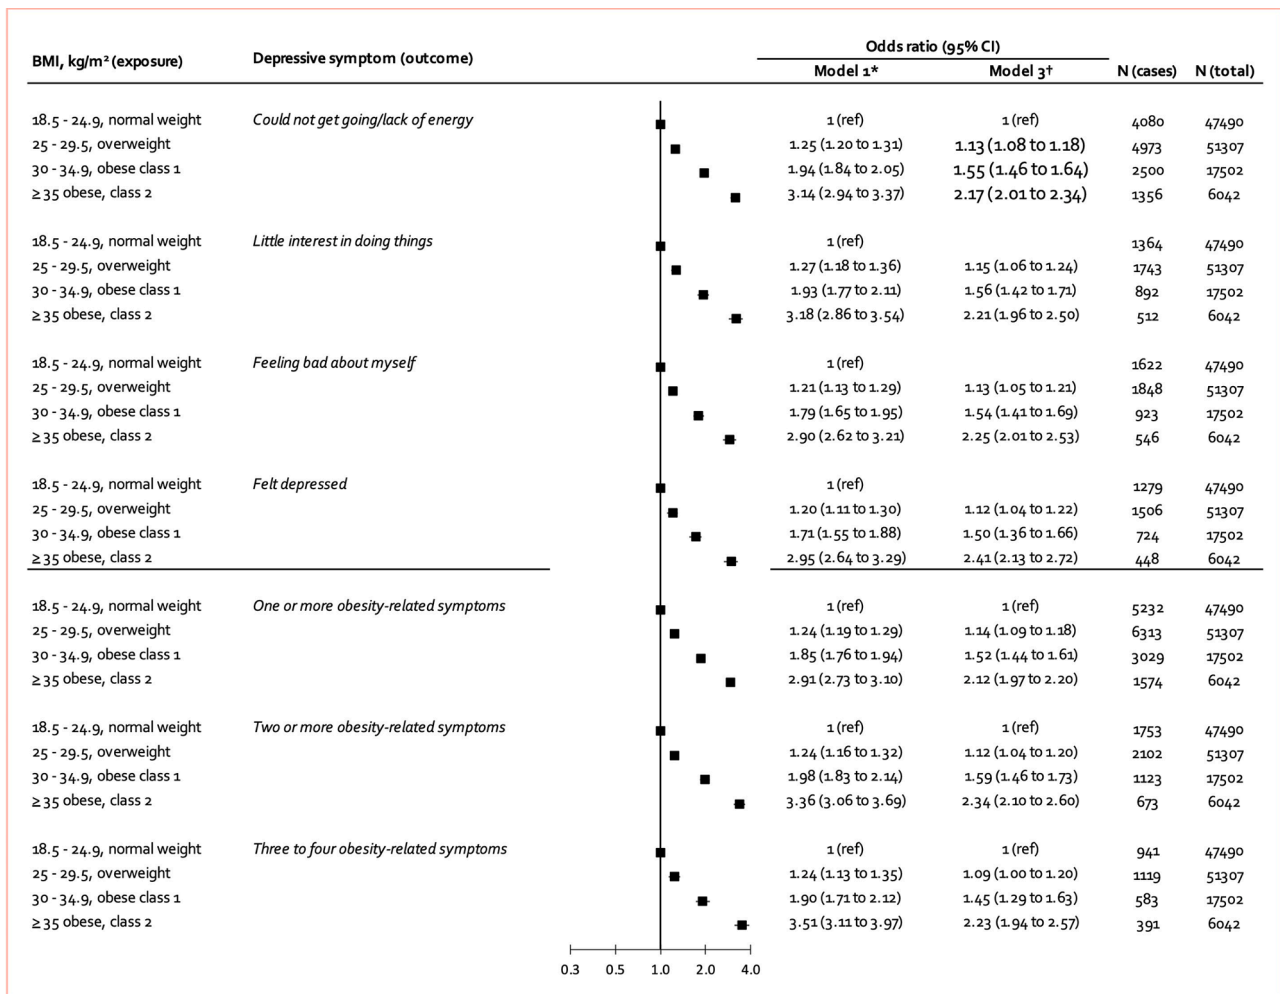 Odds ratio (95% CI)
BMI, kg/m² (exposure) Depressive symptom (outcome) Model 1* Model 3† N (cases) N (total)
18.5 - 24.9, normal weight Could not get going/lack of energy 1 (ref) 1 (ref) 4080 47490
25 - 29.5, overweight 1.25 (1.20 to 1.31) 1.13 (1.08 to 1.18) 4973 51307
30 - 34.9, obese class 1 1.94 (1.84 to 2.05) 1.55 (1.46 to 1.64) 2500 17502
≥ 35 obese, class 2 3.14 (2.94 to 3.37) 2.17 (2.01 to 2.34) 1356 6042
18.5 - 24.9, normal weight Little interest in doing things 1 (ref) 1364 47490
25 - 29.5, overweight 1.27 (1.18 to 1.36) 1.15 (1.06 to 1.24) 1743 51307
30 - 34.9, obese class 1 1.93 (1.77 to 2.11) 1.56 (1.42 to 1.71) 892 17502
≥ 35 obese, class 2 3.18 (2.86 to 3.54) 2.21 (1.96 to 2.50) 512 6042
18.5 - 24.9, normal weight Feeling bad about myself 1 (ref) 1622 47490
25 - 29.5, overweight 1.21 (1.13 to 1.29) 1.13 (1.05 to 1.21) 1848 51307
30 - 34.9, obese class 1 1.79 (1.65 to 1.95) 1.54 (1.41 to 1.69) 923 17502
≥ 35 obese, class 2 2.90 (2.62 to 3.21) 2.25 (2.01 to 2.53) 546 6042
18.5 - 24.9, normal weight Felt depressed 1 (ref) 1279 47490
25 - 29.5, overweight 1.20 (1.11 to 1.30) 1.12 (1.04 to 1.22) 1506 51307
30 - 34.9, obese class 1 1.71 (1.55 to 1.88) 1.50 (1.36 to 1.66) 724 17502
≥ 35 obese, class 2 2.95 (2.64 to 3.29) 2.41 (2.13 to 2.72) 448 6042
18.5 - 24.9, normal weight One or more obesity-related symptoms 1 (ref) 1 (ref) 5232 47490
25 - 29.5, overweight 1.24 (1.19 to 1.29) 1.14 (1.09 to 1.18) 6313 51307
30 - 34.9, obese class 1 1.85 (1.76 to 1.94) 1.52 (1.44 to 1.61) 3029 17502
≥ 35 obese, class 2 2.91 (2.73 to 3.10) 2.12 (1.97 to 2.20) 1574 6042
18.5 - 24.9, normal weight Two or more obesity-related symptoms 1 (ref) 1 (ref) 1753 47490
25 - 29.5, overweight 1.24 (1.16 to 1.32) 1.12 (1.04 to 1.20) 2102 51307
30 - 34.9, obese class 1 1.98 (1.83 to 2.14) 1.59 (1.46 to 1.73) 1123 17502
≥ 35 obese, class 2 3.36 (3.06 to 3.69) 2.34 (2.10 to 2.60) 673 6042
18.5 - 24.9, normal weight Three to four obesity-related symptoms 1 (ref) 1 (ref) 941 47490
25 - 29.5, overweight 1.24 (1.13 to 1.35) 1.09 (1.00 to 1.20) 1119 51307
30 - 34.9, obese class 1 1.90 (1.71 to 2.12) 1.45 (1.29 to 1.63) 583 17502
≥ 35 obese, class 2 3.51 (3.11 to 3.97) 2.23 (1.94 to 2.57) 391 6042
0.3 0.5 1.0 2.0 4.0